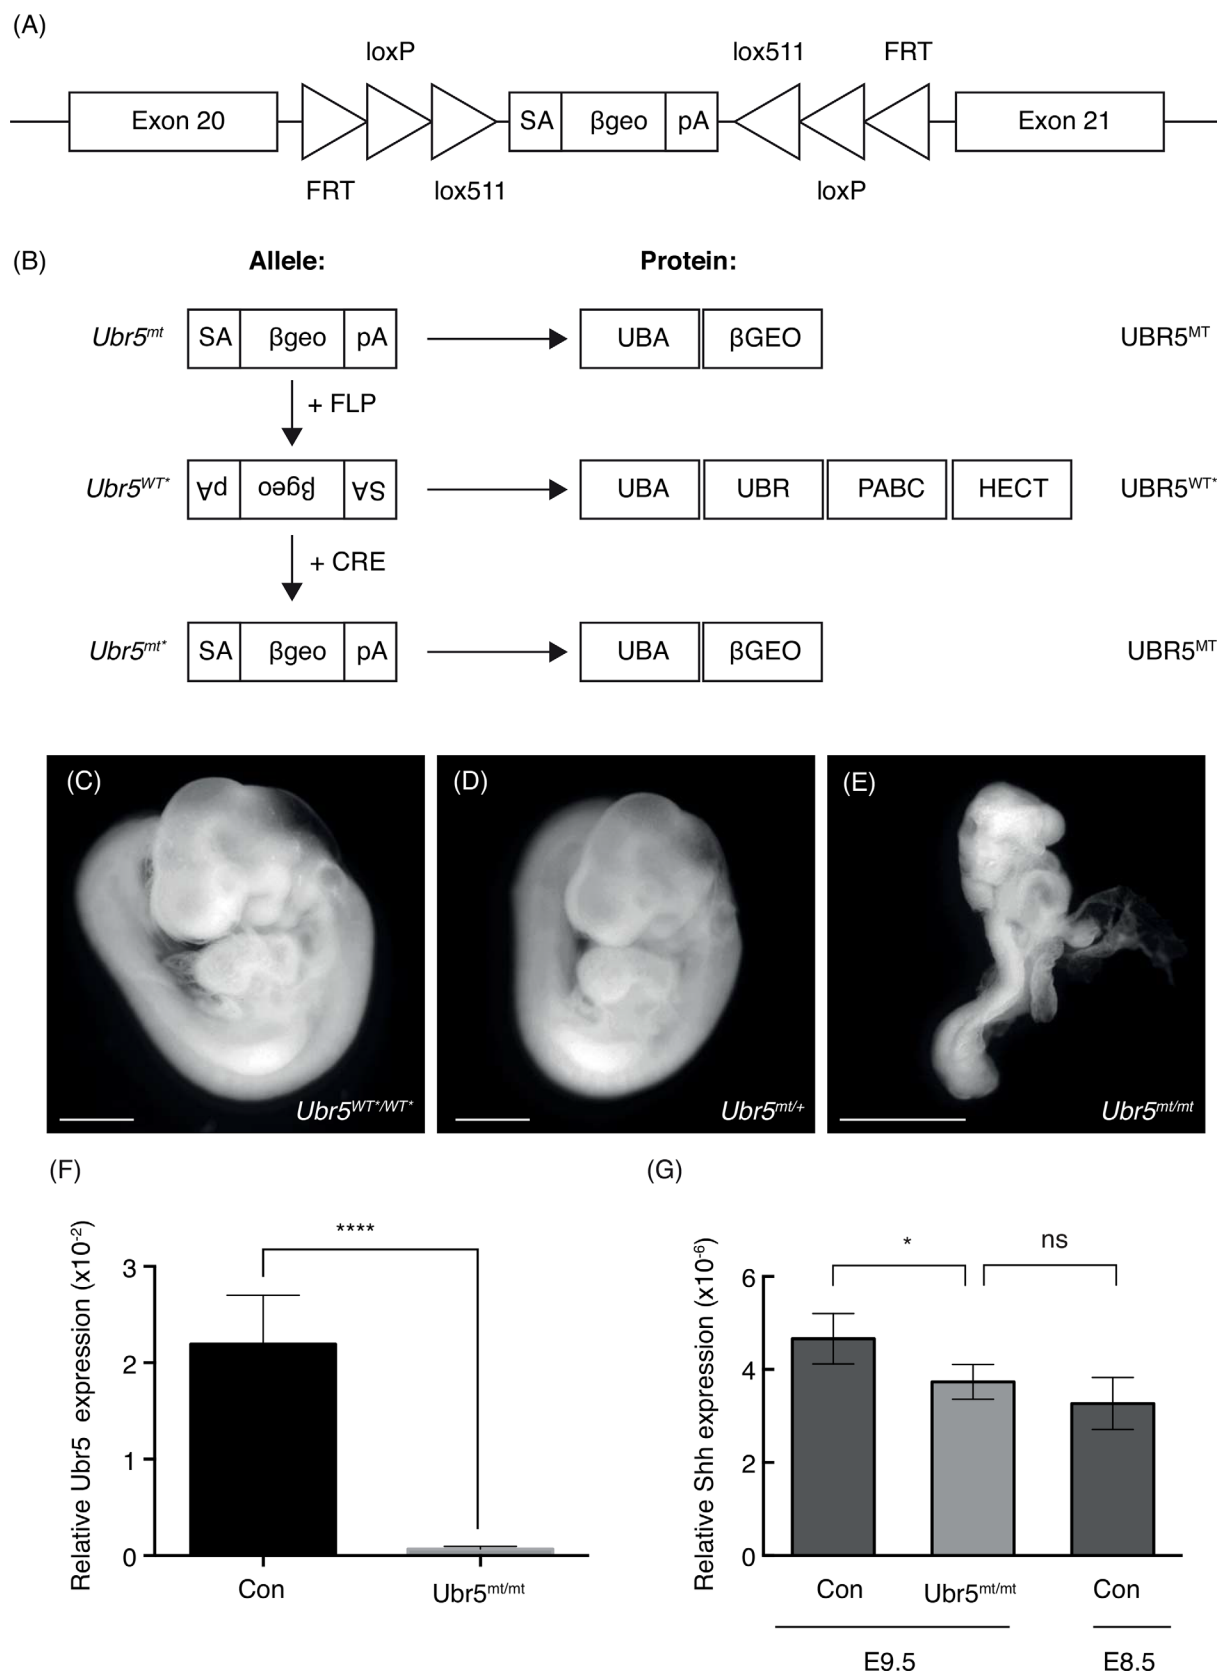 (A)
loxP lox511 FRT
Exon 20 SA βgeo pA Exon 21
FRT lox511 loxP
(B) Allele: Protein:
Ubr5mt SA βgeo pA UBA βGEO UBR5MT
+ FLP
Ubr5WT* pA βgeo SA UBA UBR PABC HECT UBR5WT*
+ CRE
Ubr5mt* SA βgeo pA UBA βGEO UBR5MT
(C) (D) (E)
Ubr5WT*/WT* Ubr5mt/+ Ubr5mt/mt
(F)
Relative Ubr5 expression (x10-2)
****
3
2
1
0
Con Ubr5mt/mt
(G)
Relative Shh expression (x10-6)
* ns
6
4
2
0
Con Ubr5mt/mt Con
E9.5 E8.5